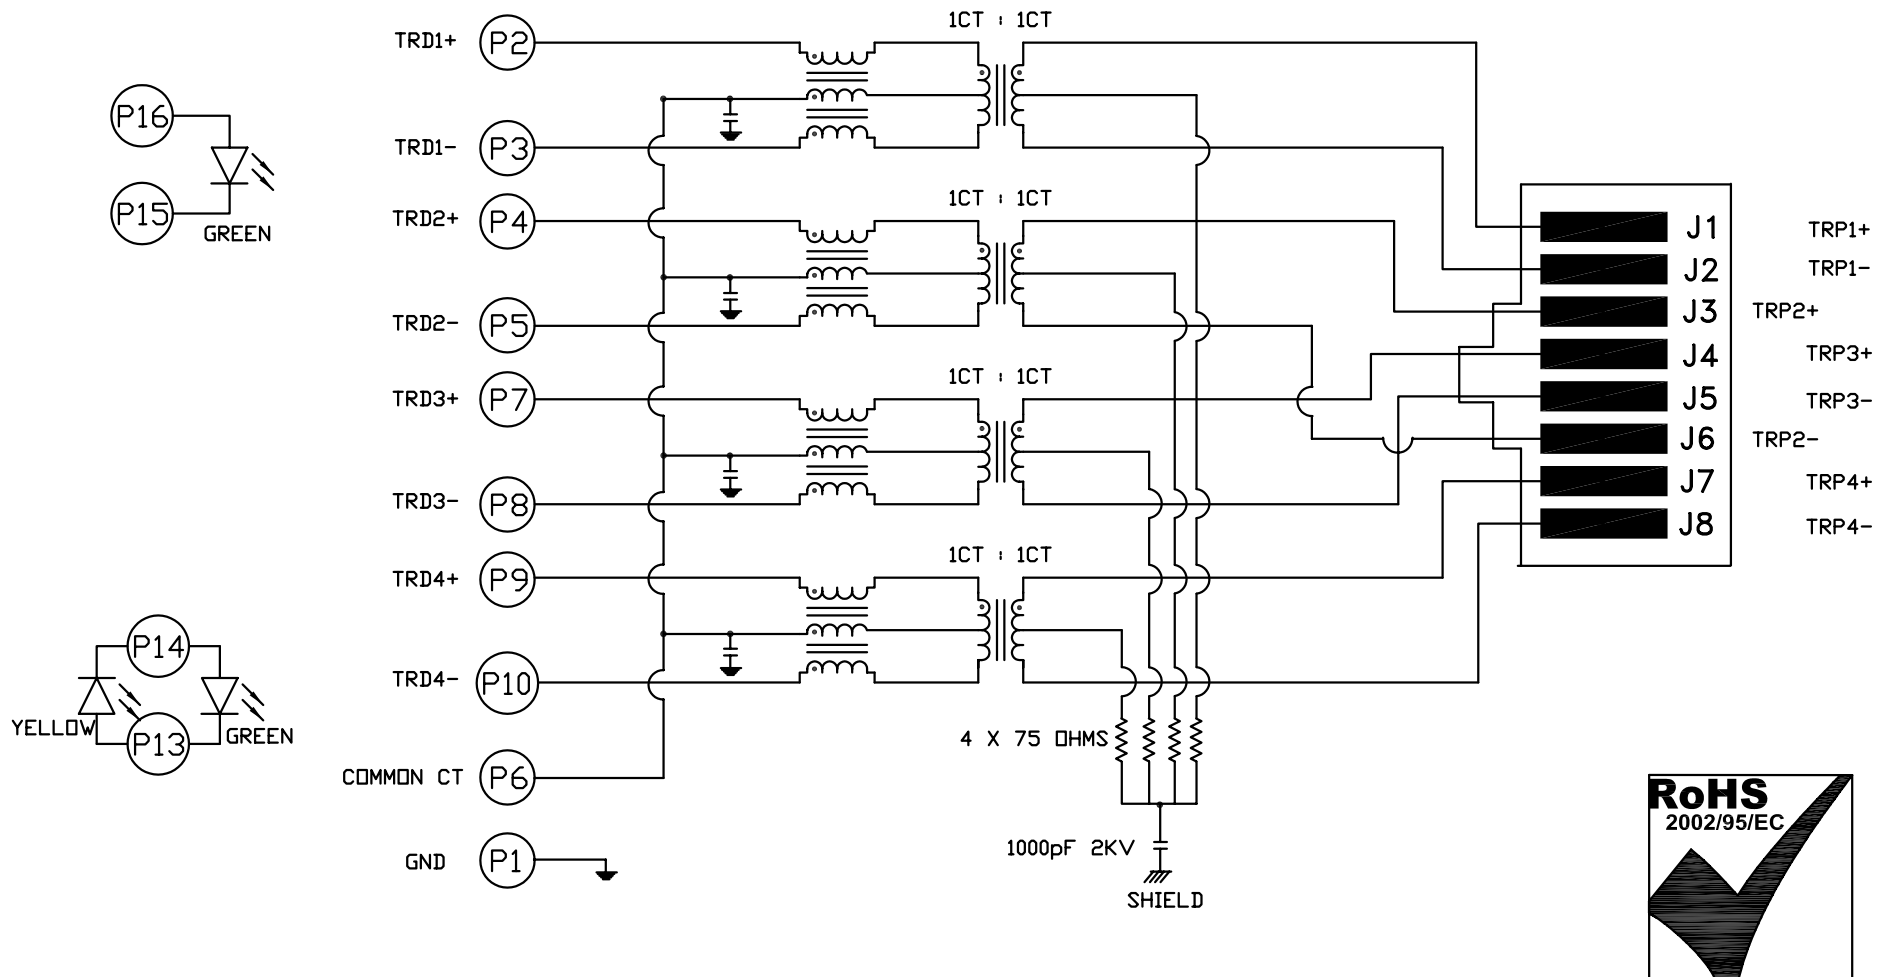 1CT : 1CT
TRD1+ P2
P16
TRD1- P3
P15
GREEN
1CT : 1CT
TRD2+ P4
J1 TRP1+
J2 TRP1-
J3 TRP2+
TRD2- P5
J4 TRP3+
1CT : 1CT
TRD3+ P7
J5 TRP3-
J6 TRP2-
J7 TRP4+
TRD3- P8
J8 TRP4-
1CT : 1CT
TRD4+ P9
P14
TRD4- P10
YELLOW
P13
GREEN
4 X 75 OHMS
COMMON CT P6
RoHS
2002/95/EC
GND P1
1000pF 2KV
SHIELD